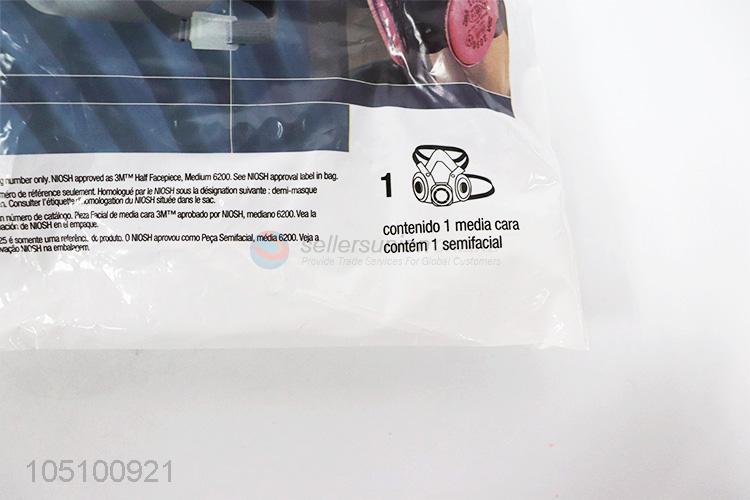 g number only. NIOSH approved as 3M™ Half Facepiece, Medium 6200. See NIOSH approval label in bag.
méro de référence seulement. Homologué par le NIOSH sous la désignation suivante : demi-masque
n. Consulter l'étiquette d'homologation du NIOSH située dans le sac.
n número de catálogo. Pieza Facial de media cara 3M™ aprobado por NIOSH, mediano 6200. Vea la
ación de NIOSH en el empaque.
25 é somente uma referência do produto. O NIOSH aprovou como Peça Semifacial, média 6200. Veja a
ovação NIOSH na embalagem.
1
contenido 1 media cara
contém 1 semifacial
sellersunion
Provide Trade Services For Global Customers
105100921